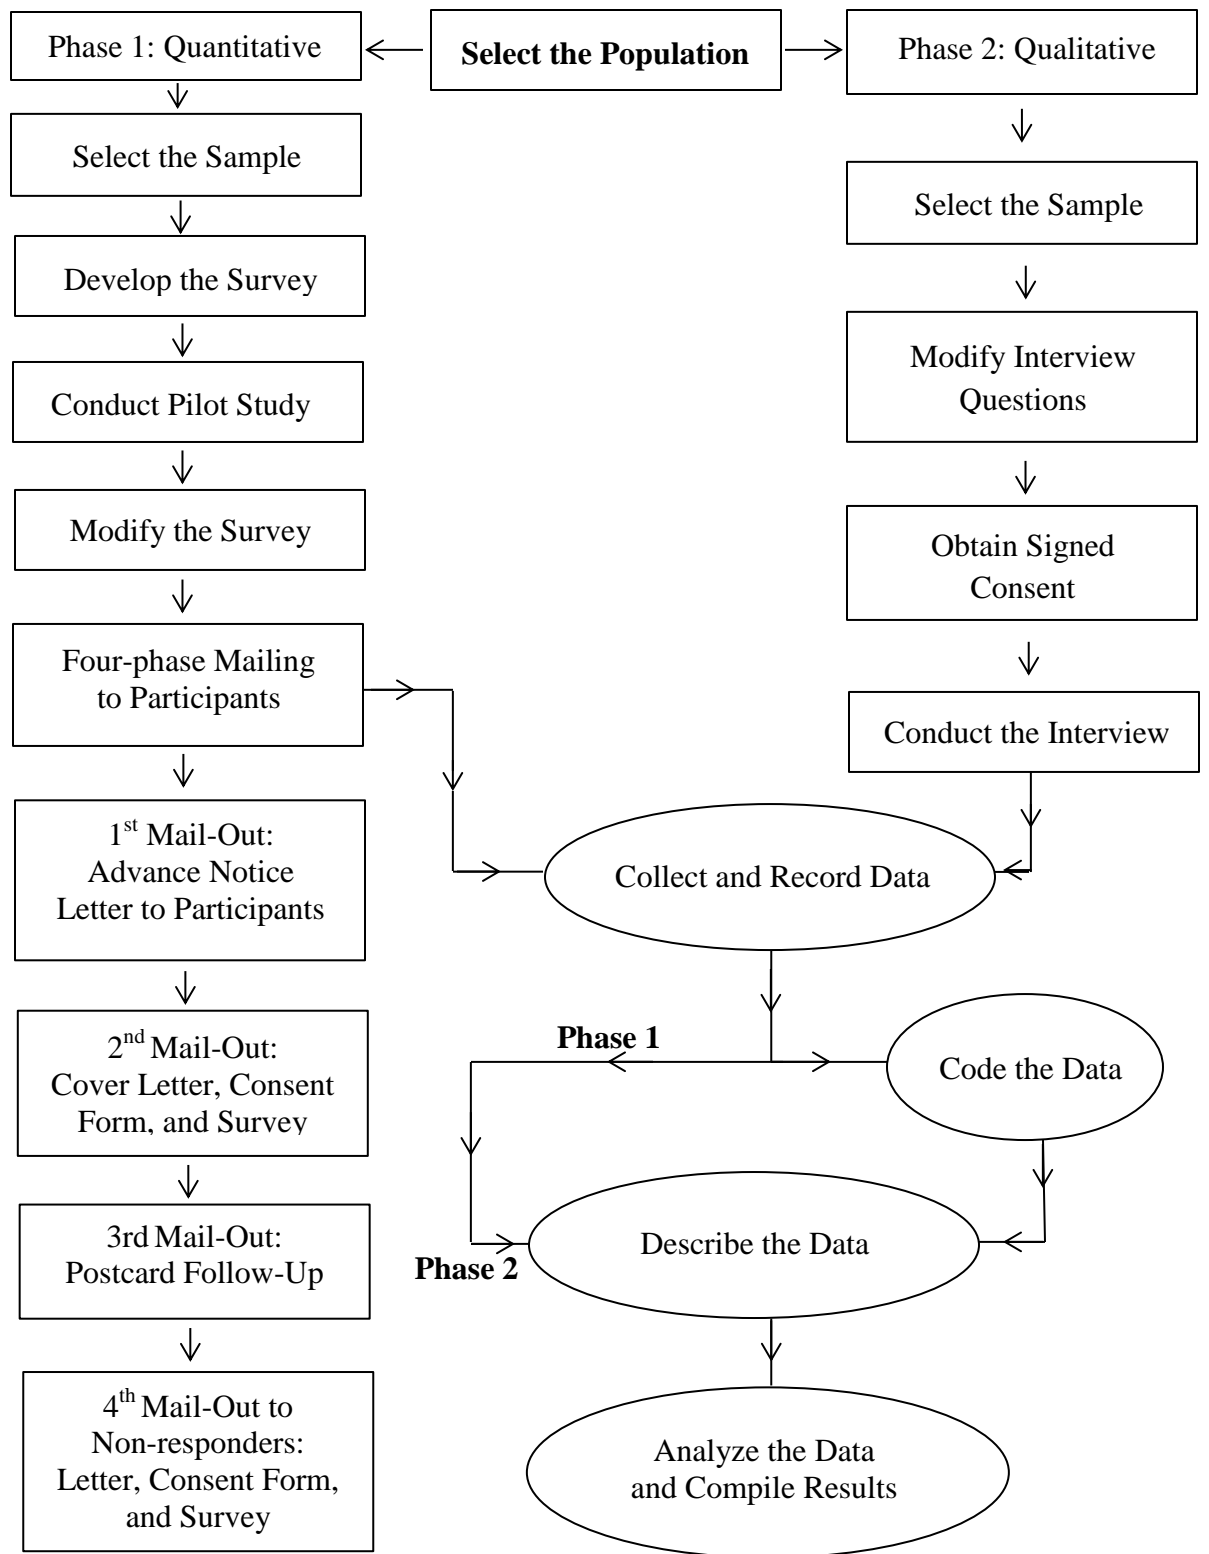 Phase 1: Quantitative
Select the Population
Phase 2: Qualitative
Select the Sample
Develop the Survey
Conduct Pilot Study
Modify the Survey
Four-phase Mailing
to Participants
1st Mail-Out:
Advance Notice
Letter to Participants
2nd Mail-Out:
Cover Letter, Consent
Form, and Survey
3rd Mail-Out:
Postcard Follow-Up
4th Mail-Out to
Non-responders:
Letter, Consent Form,
and Survey
Select the Sample
Modify Interview
Questions
Obtain Signed
Consent
Conduct the Interview
Collect and Record Data
Phase 1
Code the Data
Phase 2
Describe the Data
Analyze the Data
and Compile Results